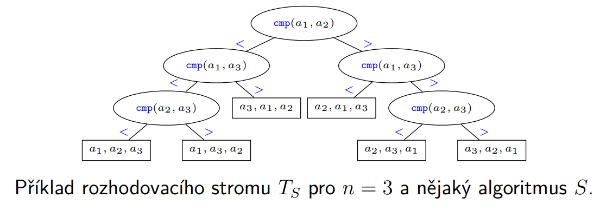 cmp(a₁, a₂)
< >
cmp(a₁, a₃) cmp(a₁, a₃)
< > < >
cmp(a₂, a₃) a₃, a₁, a₂ a₂, a₁, a₃ cmp(a₂, a₃)
< > < >
a₁, a₂, a₃ a₁, a₃, a₂ a₂, a₃, a₁ a₃, a₂, a₁
Příklad rozhodovacího stromu T_S pro n = 3 a nějaký algoritmus S.